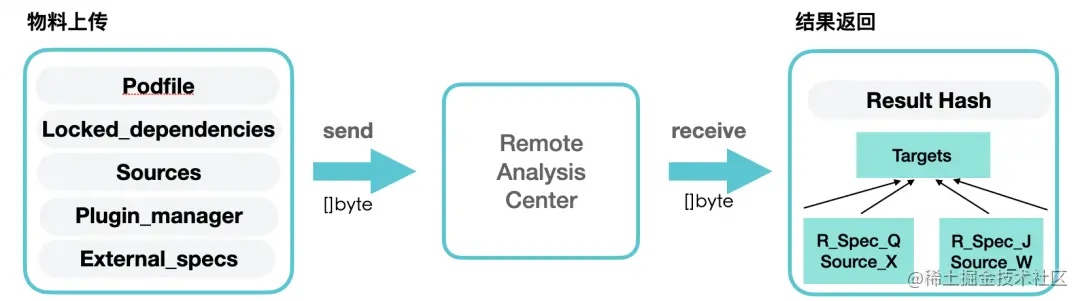 物料上传
Podfile
Locked_dependencies
Sources
Plugin_manager
External_specs
send
[]byte
Remote
Analysis
Center
receive
[]byte
结果返回
Result Hash
Targets
R_Spec_Q
Source_X
R_Spec_J
Source_W
@稀土掘金技术社区